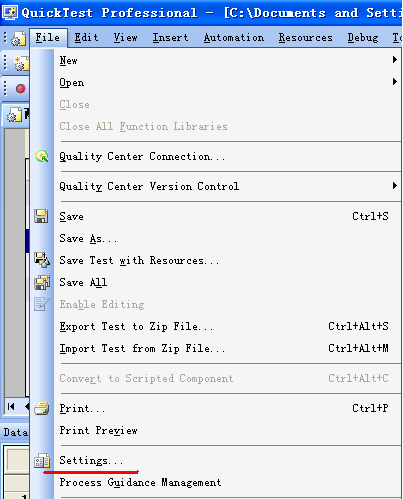 QuickTest Professional - [C:\Documents and Setti
File Edit View Insert Automation Resources Debug To
New
Open
Close
Close All Function Libraries
Quality Center Connection...
Quality Center Version Control
Save Ctrl+S
Save As...
Save Test with Resources...
Save All
Enable Editing
Export Test to Zip File... Ctrl+Alt+S
Import Test from Zip File... Ctrl+Alt+M
Convert to Scripted Component Ctrl+Alt+C
Print... Ctrl+P
Print Preview
Data
Settings...
Process Guidance Management